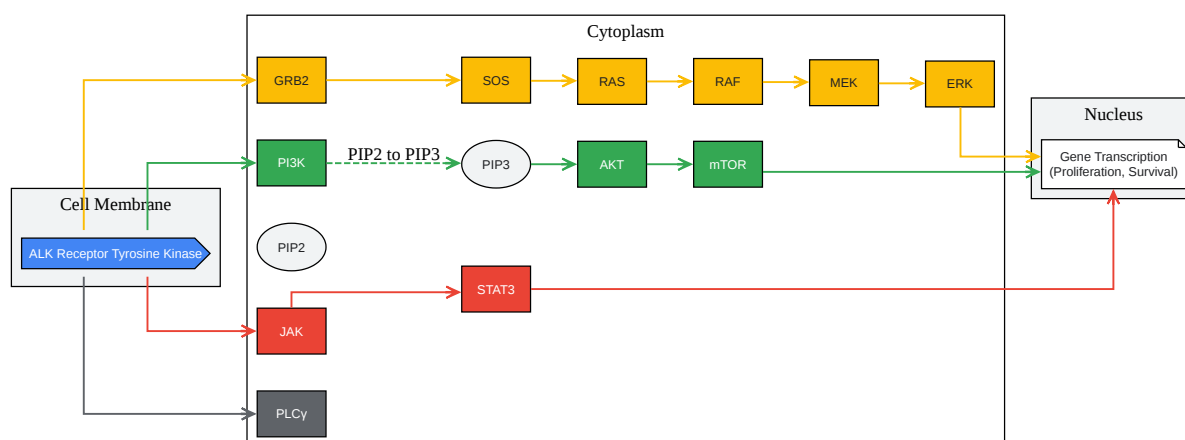 Cytoplasm
GRB2
SOS
RAS
RAF
MEK
ERK
Nucleus
PI3K
PIP2 to PIP3
PIP3
AKT
mTOR
Gene Transcription
(Proliferation, Survival)
Cell Membrane
ALK Receptor Tyrosine Kinase
PIP2
STAT3
JAK
PLCγ